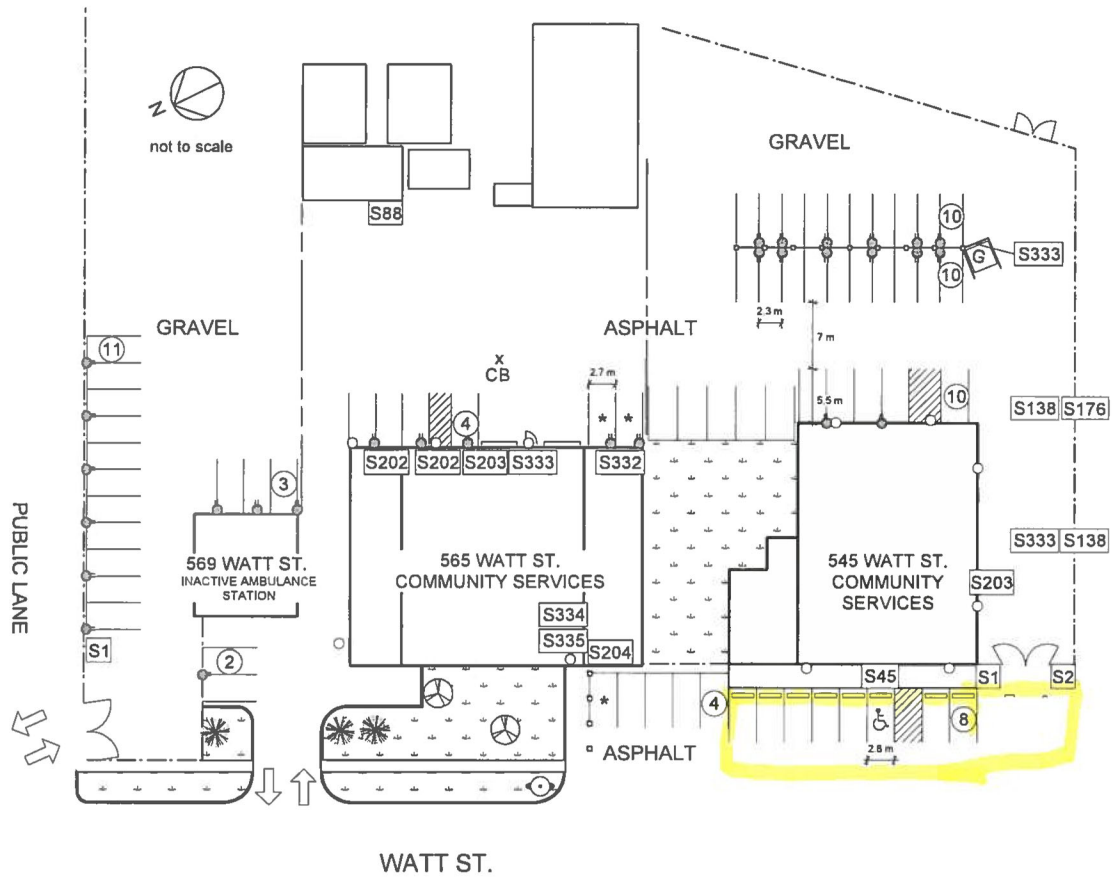 N
not to scale
GRAVEL
S88
10
10
G
S333
GRAVEL
2.3 m
ASPHALT
7 m
11
x
CB
2.7 m
5.5 m
* *
4
10
S138 S176
S202 S202 S203 S333 S332
3
PUBLIC LANE
569 WATT ST.
INACTIVE AMBULANCE
STATION
565 WATT ST.
COMMUNITY SERVICES
545 WATT ST.
COMMUNITY
SERVICES
S333 S138
S203
S334
S335
S204
S1
2
S45
S1
S2
4
*
8
ASPHALT
2.8 m
WATT ST.